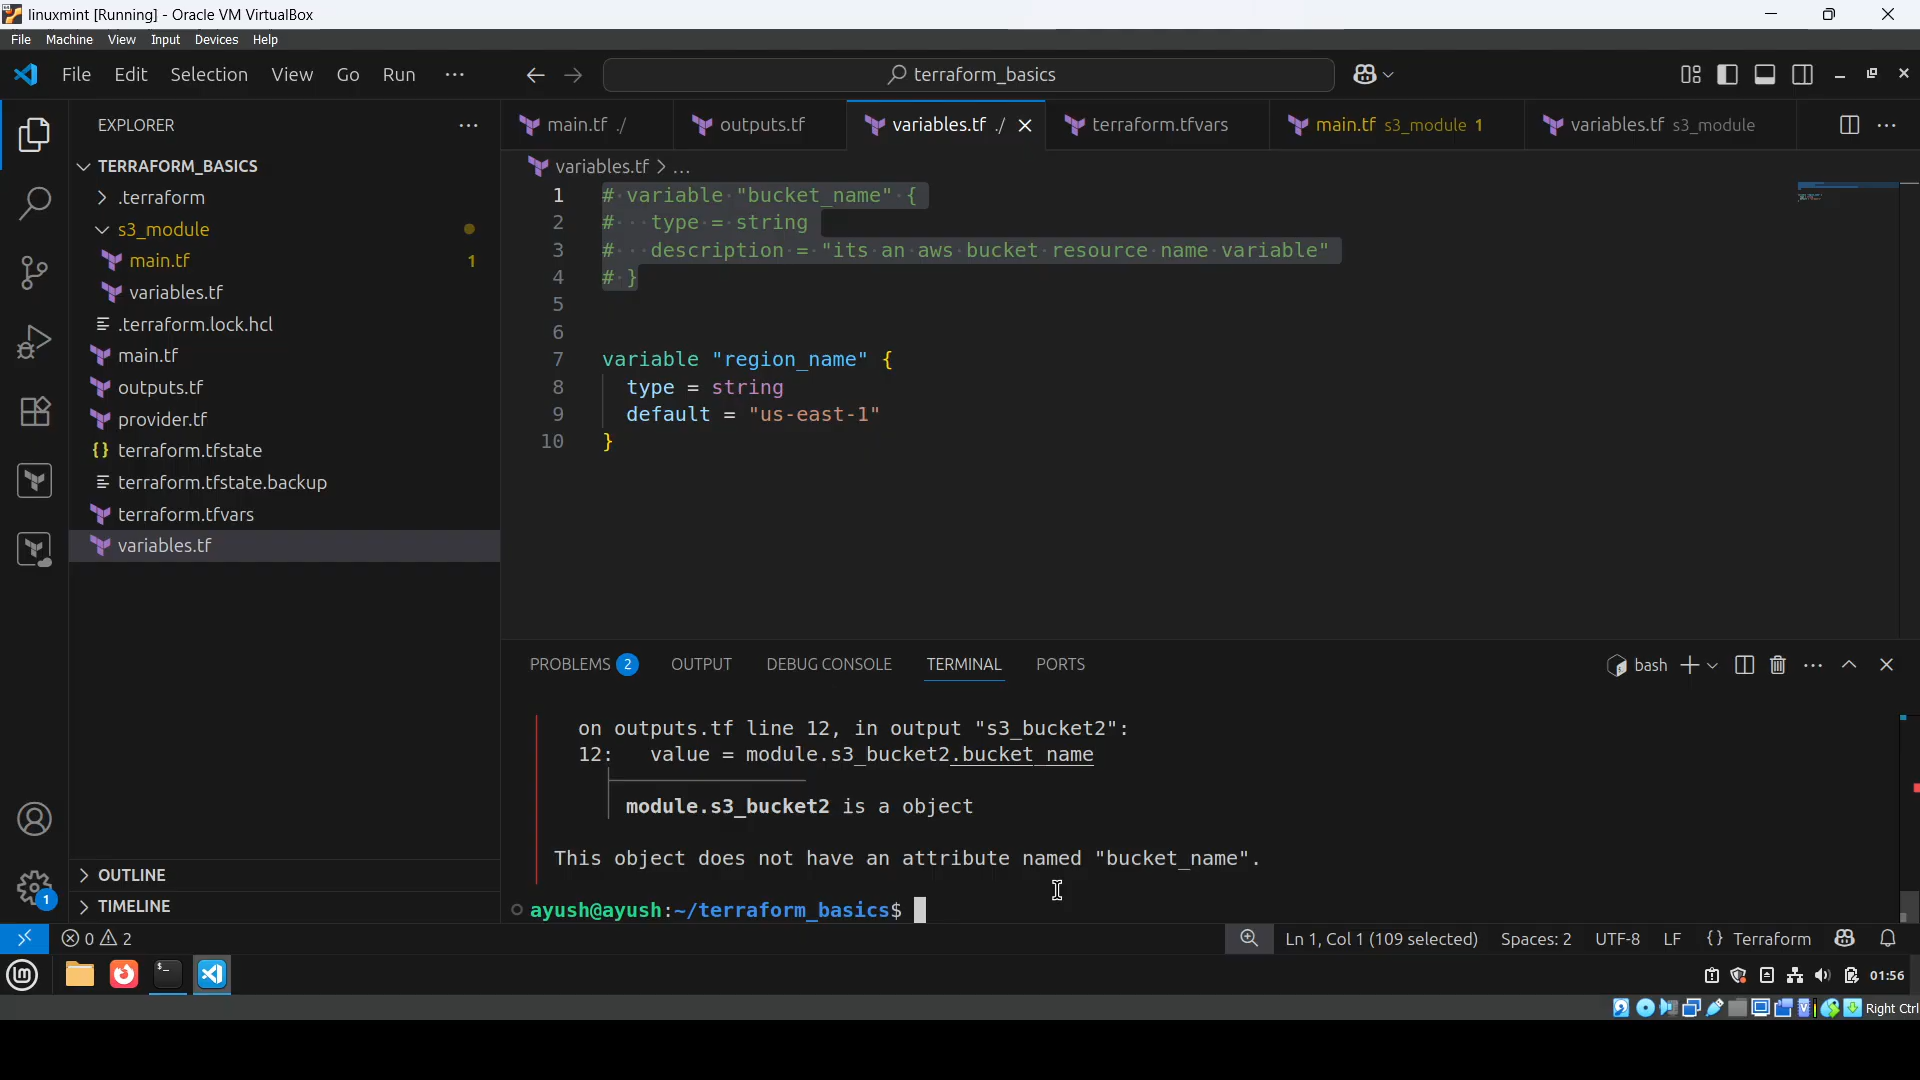 linuxmint [Running] - Oracle VM VirtualBox
File Machine View Input Devices Help
File Edit Selection View Go Run ···
terraform_basics
EXPLORER ···
TERRAFORM_BASICS
.terraform
s3_module
main.tf 1
variables.tf
.terraform.lock.hcl
main.tf
outputs.tf
provider.tf
{} terraform.tfstate
terraform.tfstate.backup
terraform.tfvars
variables.tf
OUTLINE
TIMELINE
1
main.tf ./
outputs.tf
variables.tf ./
terraform.tfvars
main.tf s3_module 1
variables.tf s3_module
variables.tf > ...
1 # variable "bucket_name" {
2 #   type = string
3 #   description = "its an aws bucket resource name variable"
4 # }
5
6
7 variable "region_name" {
8   type = string
9   default = "us-east-1"
10 }
PROBLEMS 2 OUTPUT DEBUG CONSOLE TERMINAL PORTS
bash
on outputs.tf line 12, in output "s3_bucket2":
12:   value = module.s3_bucket2.bucket_name
module.s3_bucket2 is a object
This object does not have an attribute named "bucket_name".
ayush@ayush:~/terraform_basics$
0 2
Ln 1, Col 1 (109 selected) Spaces: 2 UTF-8 LF {} Terraform
01:56
Right Ctrl